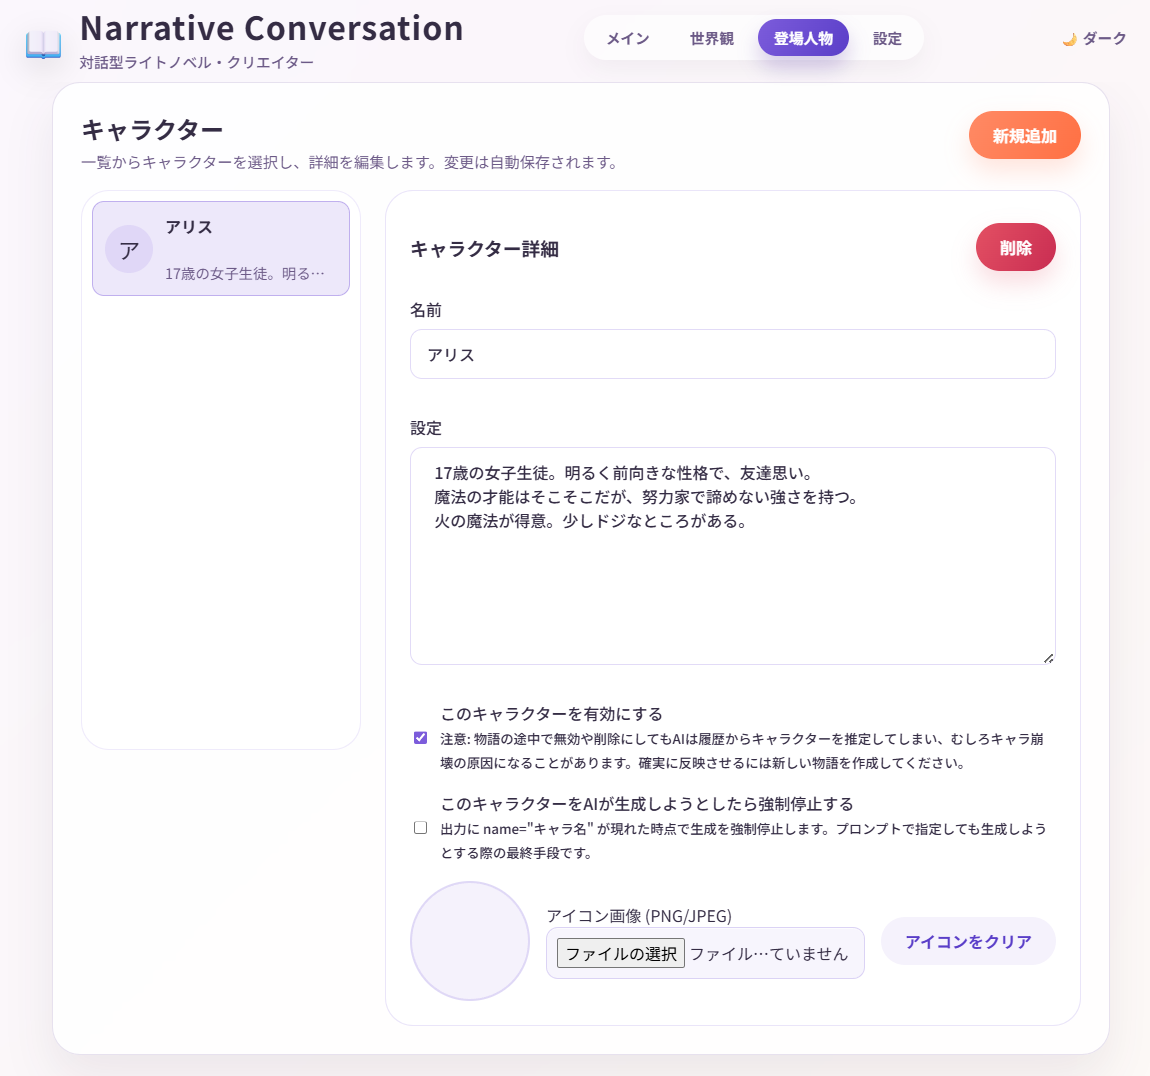 Narrative Conversation
対話型ライトノベル・クリエイター
メイン
世界観
登場人物
設定
🌙 ダーク
キャラクター
一覧からキャラクターを選択し、詳細を編集します。変更は自動保存されます。
新規追加
ア
アリス
17歳の女子生徒。明る…
キャラクター詳細
削除
名前
アリス
設定
17歳の女子生徒。明るく前向きな性格で、友達思い。
魔法の才能はそこそこだが、努力家で諦めない強さを持つ。
火の魔法が得意。少しドジなところがある。
このキャラクターを有効にする
注意: 物語の途中で無効や削除にしてもAIは履歴からキャラクターを推定してしまい、むしろキャラ崩
壊の原因になることがあります。確実に反映させるには新しい物語を作成してください。
このキャラクターをAIが生成しようとしたら強制停止する
出力に name="キャラ名" が現れた時点で生成を強制停止します。プロンプトで指定しても生成しよう
とする際の最終手段です。
アイコン画像 (PNG/JPEG)
ファイルの選択 ファイル…ていません
アイコンをクリア